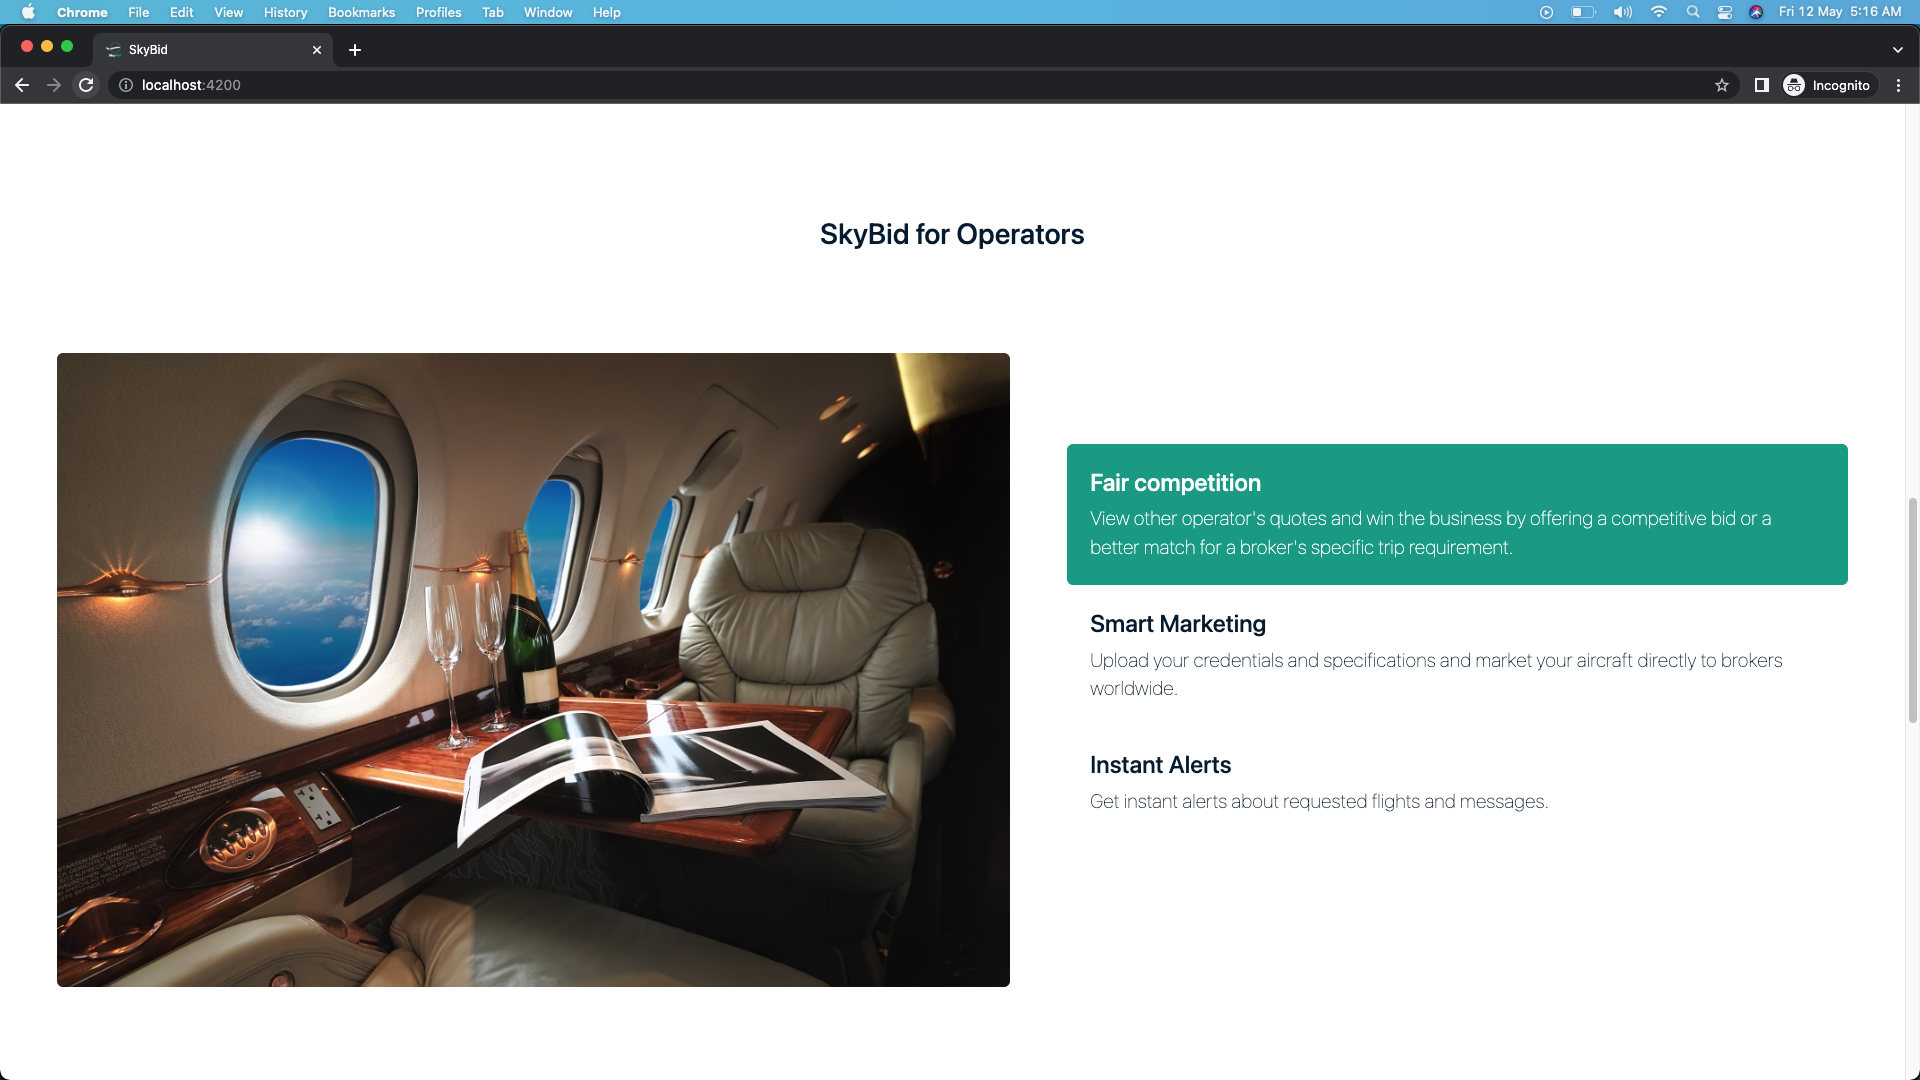 Chrome File Edit View History Bookmarks Profiles Tab Window Help
Fri 12 May 5:16 AM
SkyBid
localhost:4200
Incognito
SkyBid for Operators
Fair competition
View other operator's quotes and win the business by offering a competitive bid or a
better match for a broker's specific trip requirement.
Smart Marketing
Upload your credentials and specifications and market your aircraft directly to brokers
worldwide.
Instant Alerts
Get instant alerts about requested flights and messages.